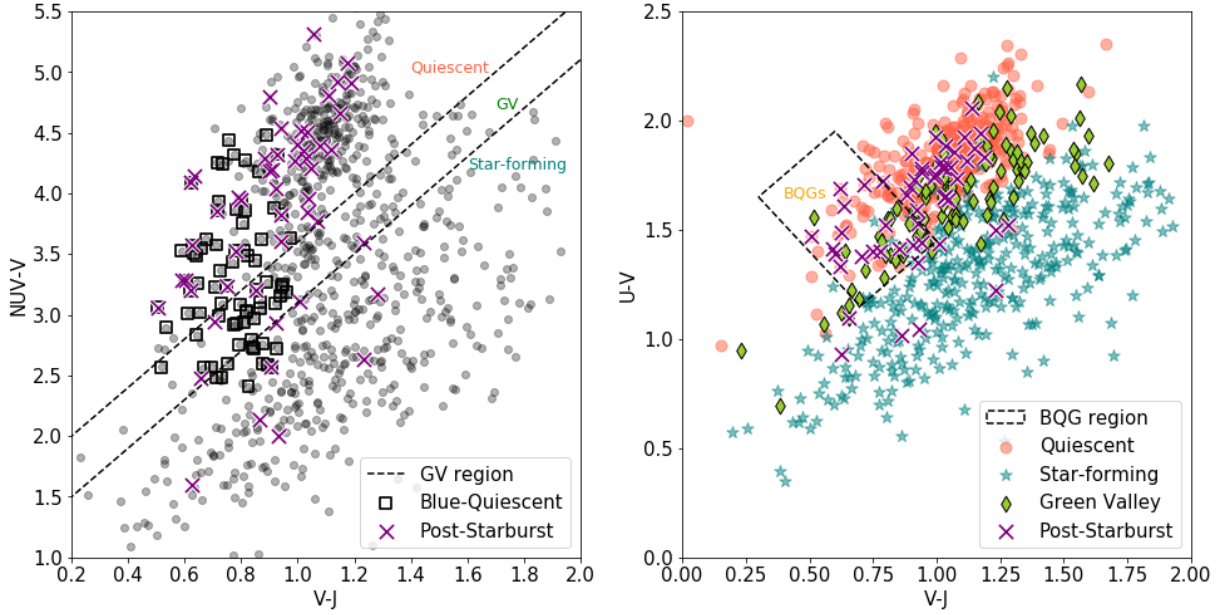 5.5
5.0
4.5
4.0
3.5
3.0
2.5
2.0
1.5
1.0
NUV-V
0.2 0.4 0.6 0.8 1.0 1.2 1.4 1.6 1.8 2.0
V-J
Quiescent
GV
Star-forming
GV region
Blue-Quiescent
Post-Starburst
2.5
2.0
1.5
1.0
0.5
0.0
U-V
0.00 0.25 0.50 0.75 1.00 1.25 1.50 1.75 2.00
V-J
BQGs
BQG region
Quiescent
Star-forming
Green Valley
Post-Starburst